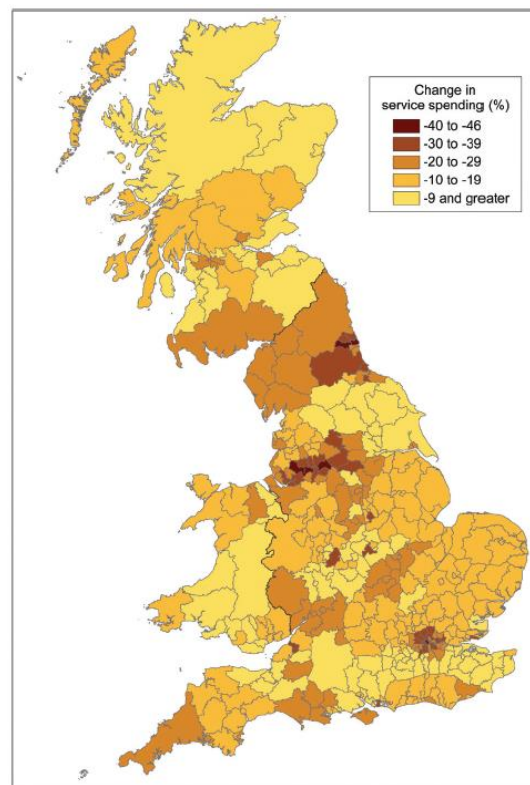 Change in
service spending (%)
-40 to -46
-30 to -39
-20 to -29
-10 to -19
-9 and greater